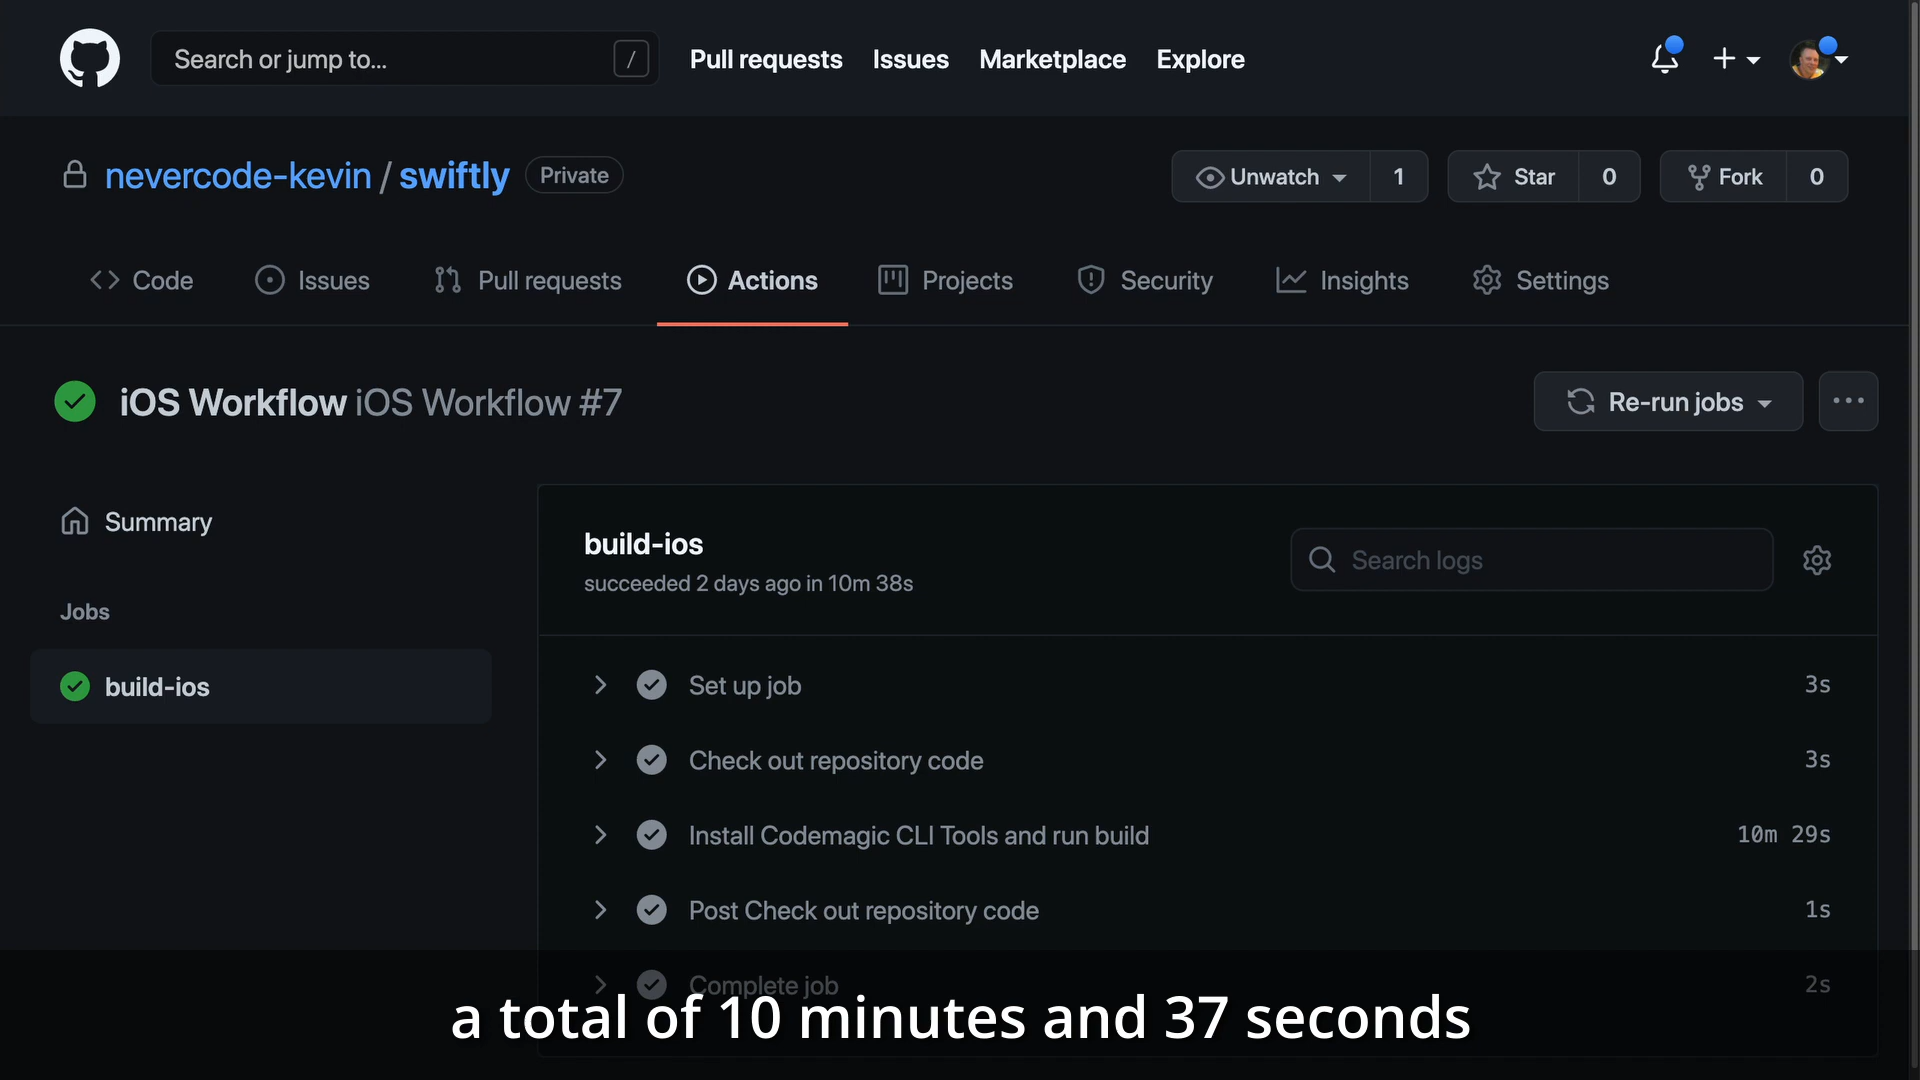 Search or jump to... /
Pull requests Issues Marketplace Explore
nevercode-kevin / swiftly Private
Unwatch 1 Star 0 Fork 0
Code Issues Pull requests Actions Projects Security Insights Settings
iOS Workflow iOS Workflow #7
Re-run jobs
Summary
Jobs
build-ios
build-ios
succeeded 2 days ago in 10m 38s
Search logs
Set up job 3s
Check out repository code 3s
Install Codemagic CLI Tools and run build 10m 29s
Post Check out repository code 1s
Complete job 2s
a total of 10 minutes and 37 seconds